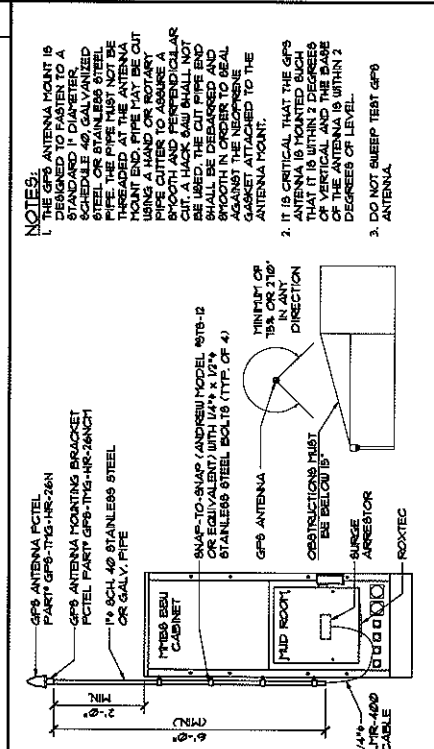 NOTES:
1. THE GPS ANTENNA MOUNT IS
DESIGNED TO FASTEN TO A
STANDARD 1" DIAMETER,
SCHEDULE 40, GALVANIZED
STEEL OR STAINLESS STEEL
PIPE. THE PIPE MUST NOT BE
THREADED AT THE ANTENNA
MOUNT END. PIPE MAY BE CUT
USING A HAND OR ROTARY
PIPE CUTTER TO ASSURE A
SMOOTH AND PERPENDICULAR
CUT. A HACK SAW SHALL NOT
BE USED. THE CUT PIPE END
SHALL BE DEBARRED AND
SMOOTH IN ORDER TO SEAL
AGAINST THE NEOPRENE
GASKET ATTACHED TO THE
ANTENNA MOUNT.
2. IT IS CRITICAL THAT THE GPS
ANTENNA IS MOUNTED SUCH
THAT IT IS WITHIN 2 DEGREES
OF VERTICAL AND THE BASE
OF THE ANTENNA IS WITHIN 2
DEGREES OF LEVEL.
3. DO NOT SWEEP TEST GPS
ANTENNA.
GPS ANTENNA PCTEL
PART# GPS-TMG-HR-26N
GPS ANTENNA MOUNTING BRACKET
PCTEL PART# GPS-TMG-HR-26NCM
1"ø SCH. 40 STAINLESS STEEL
OR GALV. PIPE
2'-0"
MIN.
6'-0"
(MIN.)
MMBS BBU
CABINET
MUD ROOM
SNAP-TO-SNAP (ANDREW MODEL #STS-12
OR EQUIVALENT) WITH 1/4"ø x 1/2"ø
STAINLESS STEEL BOLTS (TYP. OF 4)
GPS ANTENNA
MINIMUM OF
75% OR 270°
IN ANY
DIRECTION
OBSTRUCTIONS MUST
BE BELOW 15°
SURGE
ARRESTOR
ROXTEC
1/4"ø
MR-400
CABLE